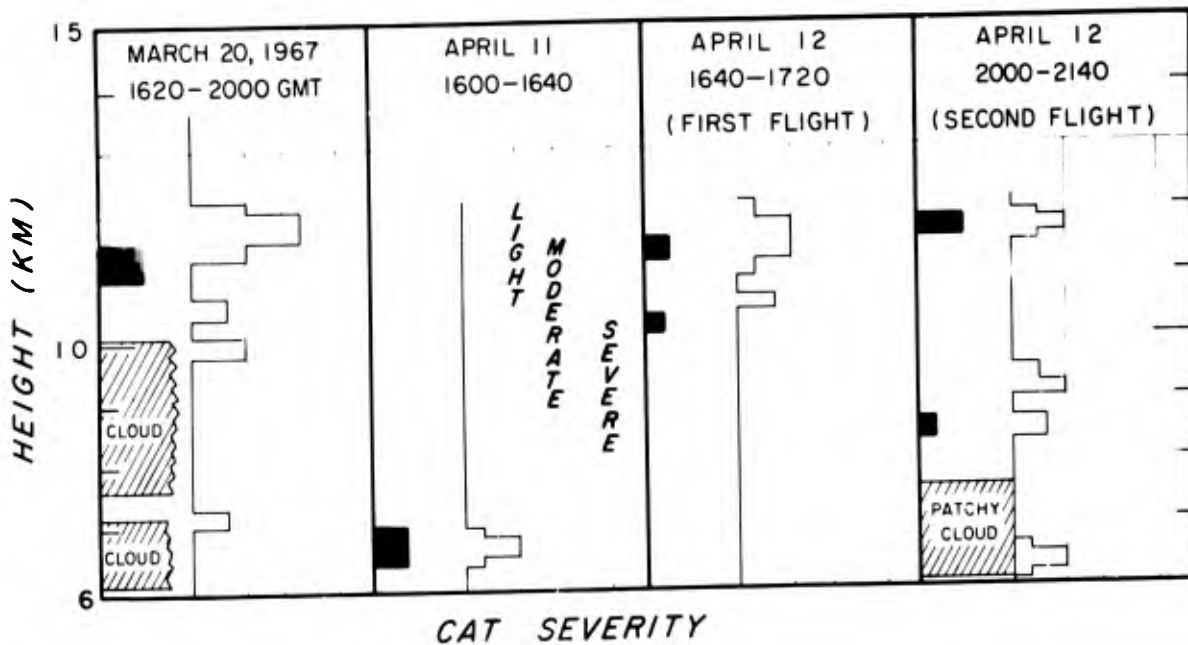 15
MARCH 20, 1967
1620-2000 GMT
APRIL 11
1600-1640
APRIL 12
1640-1720
(FIRST FLIGHT)
APRIL 12
2000-2140
(SECOND FLIGHT)
HEIGHT (KM)
LIGHT
MODERATE
SEVERE
10
CLOUD
CLOUD
PATCHY
CLOUD
6
CAT SEVERITY